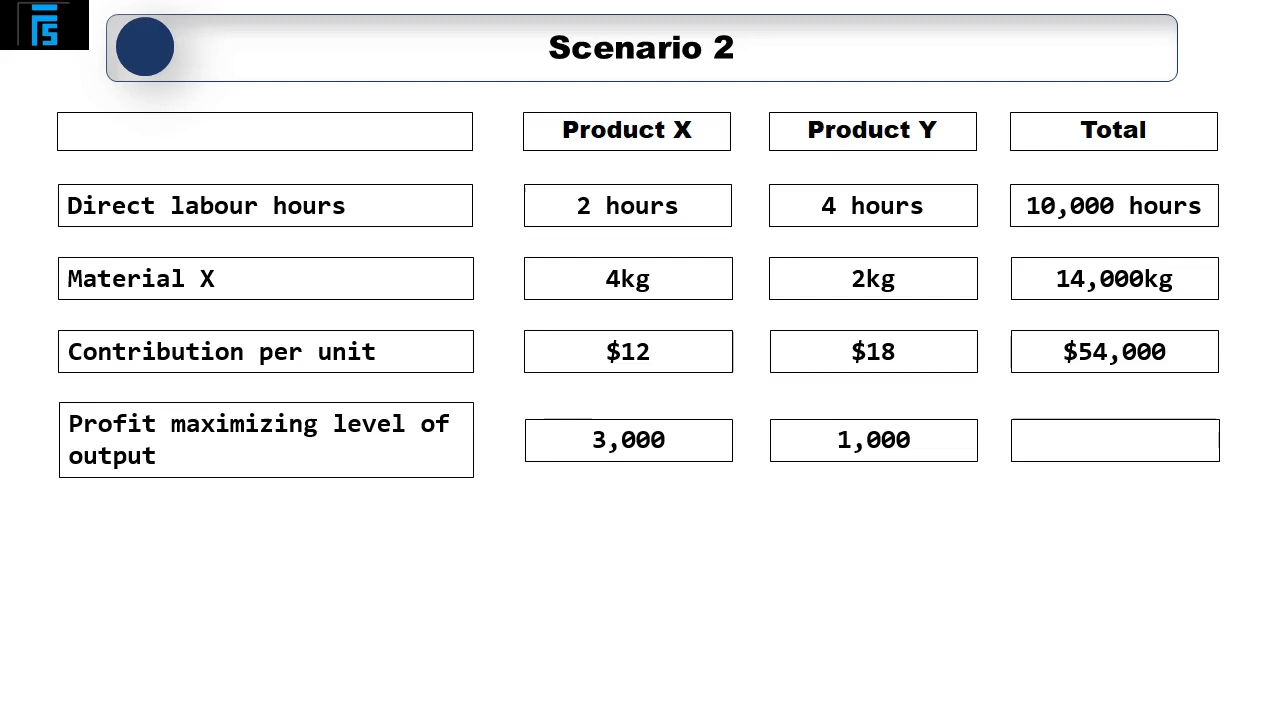 Scenario 2
Product X Product Y Total
Direct labour hours 2 hours 4 hours 10,000 hours
Material X 4kg 2kg 14,000kg
Contribution per unit $12 $18 $54,000
Profit maximizing level of
output 3,000 1,000